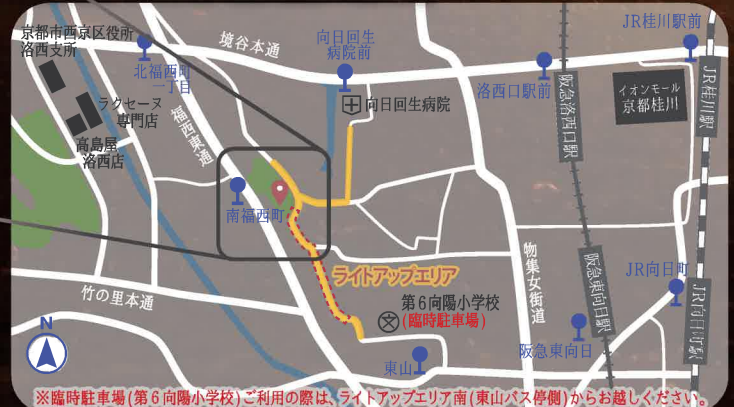 京都市西京区役所
洛西支所
境谷本通
向日回生
病院前
JR桂川駅前
北福西町
一丁目
洛西口駅前
阪急洛西口駅
イオンモール
京都桂川
JR桂川駅
向日回生病院
ラクセーヌ
専門店
福西東通
高島屋
洛西店
南福西町
物集女街道
ライトアップエリア
阪急東向日駅
JR向日町
竹の里本通
第6向陽小学校
(臨時駐車場)
JR向日町駅
N
東山
阪急東向日
※臨時駐車場(第6向陽小学校)ご利用の際は、ライトアップエリア南(東山バス停側)からお越しください。